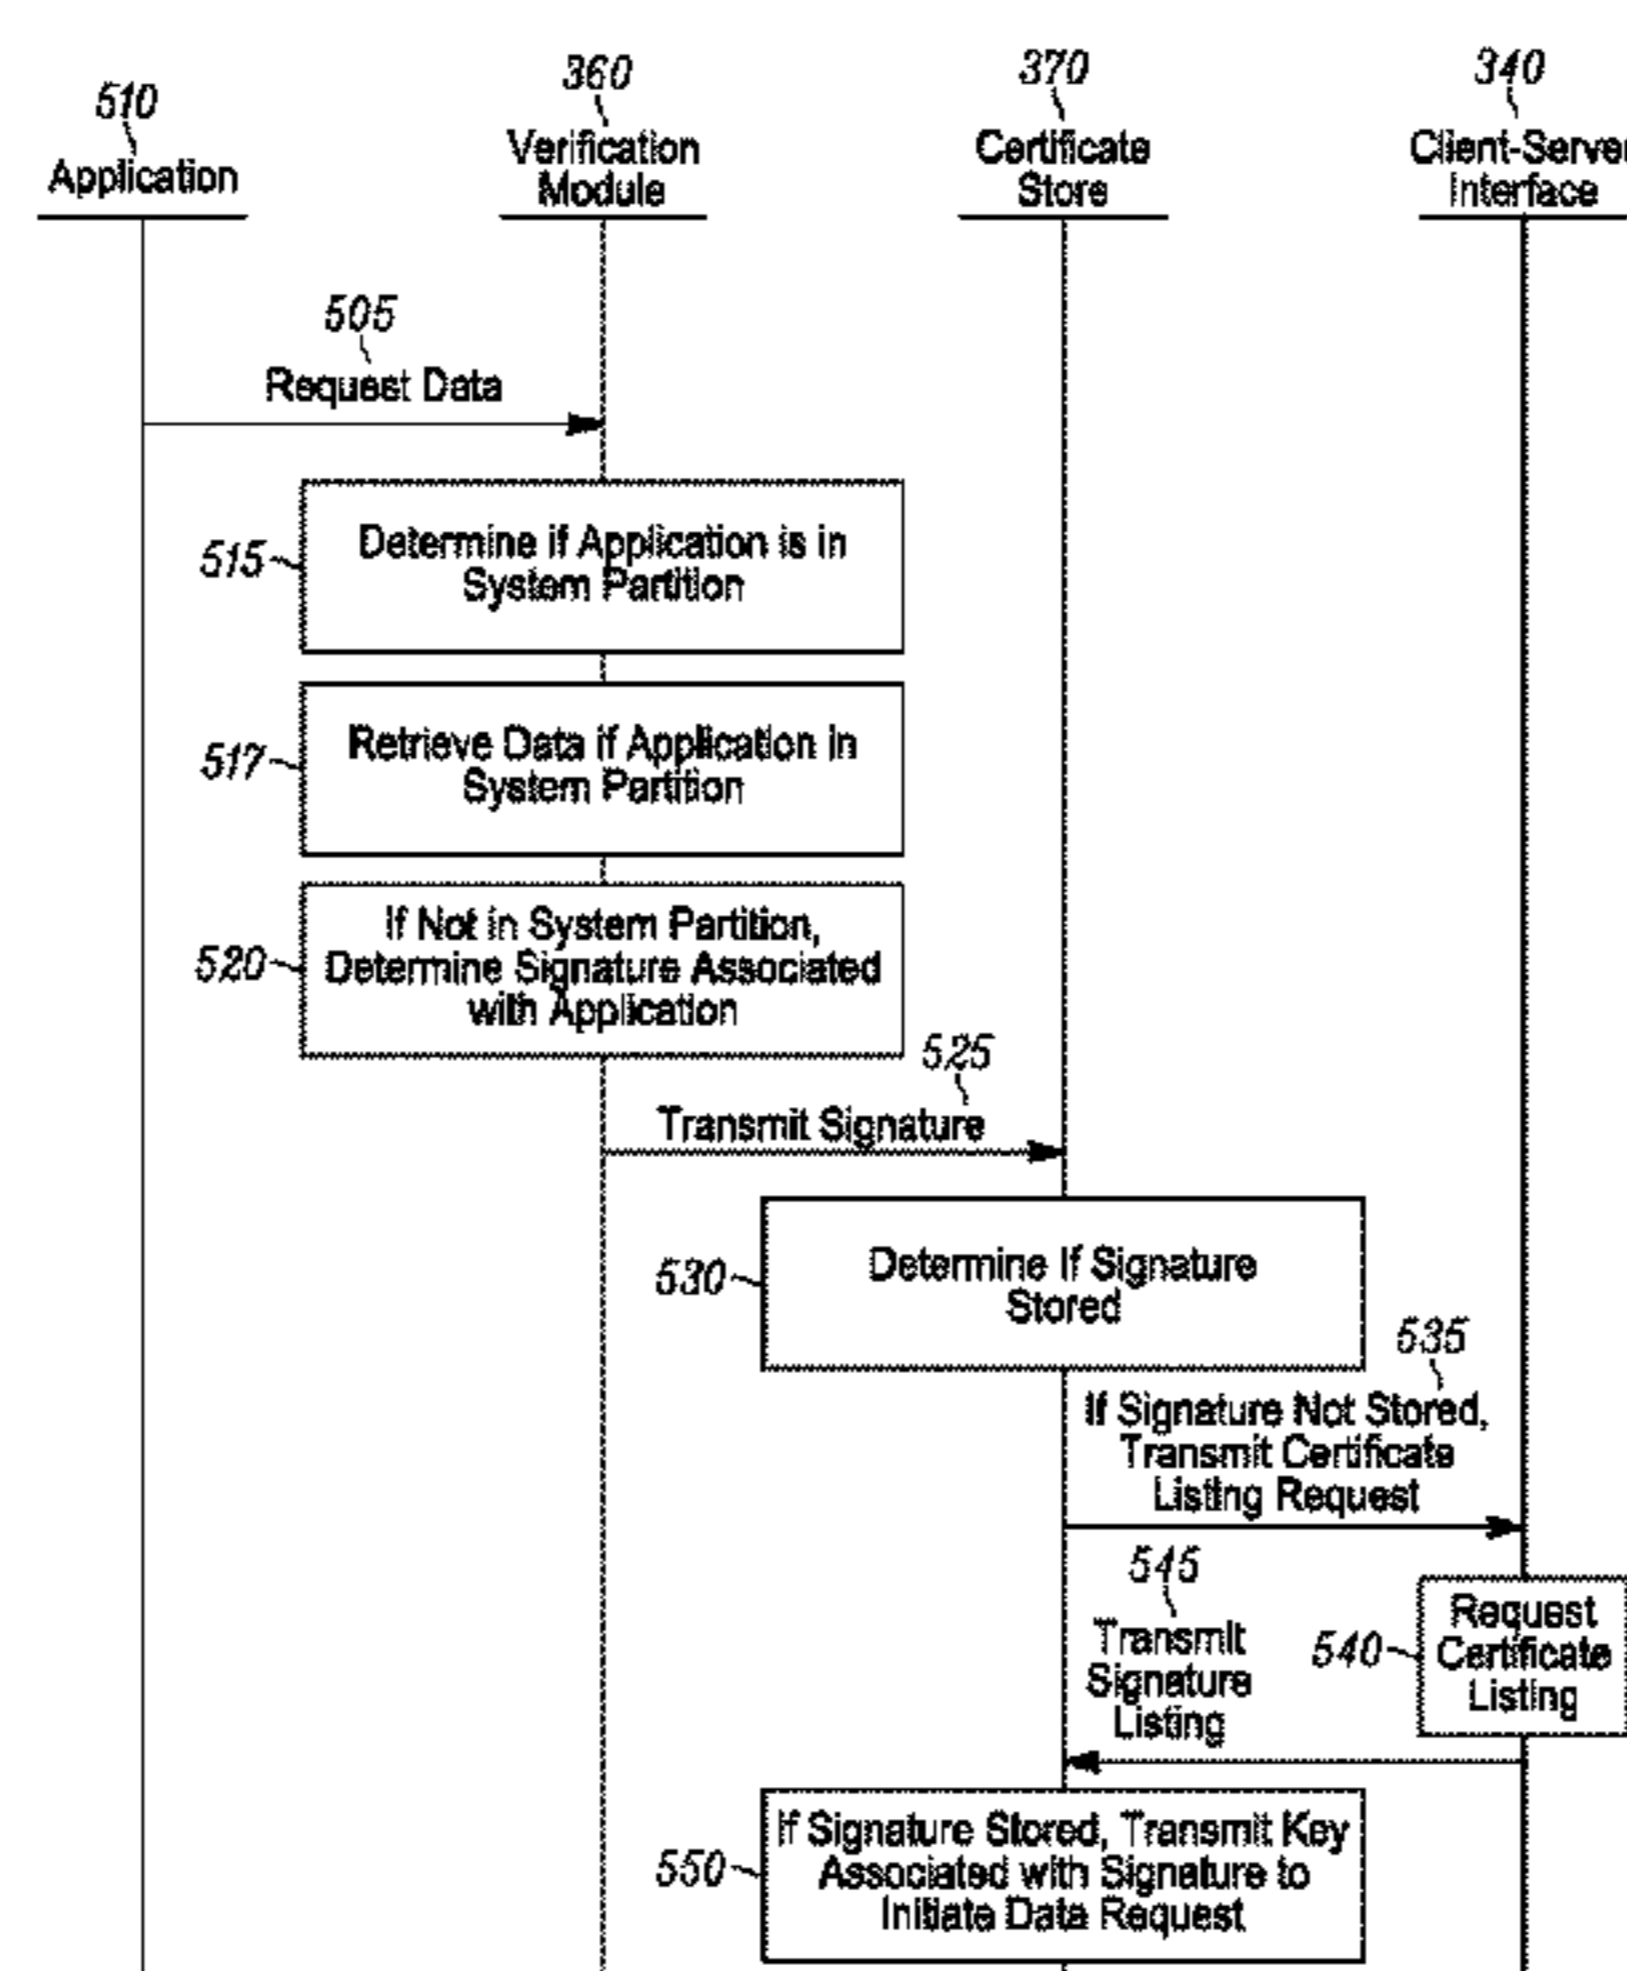 510
Application
360
Verification
Module
370
Certificate
Store
340
Client-Server
Interface
505
Request Data
515
Determine if Application is in
System Partition
517
Retrieve Data if Application in
System Partition
520
If Not in System Partition,
Determine Signature Associated
with Application
525
Transmit Signature
530
Determine If Signature
Stored
535
If Signature Not Stored,
Transmit Certificate
Listing Request
545
Transmit
Signature
Listing
540
Request
Certificate
Listing
550
If Signature Stored, Transmit Key
Associated with Signature to
Initiate Data Request